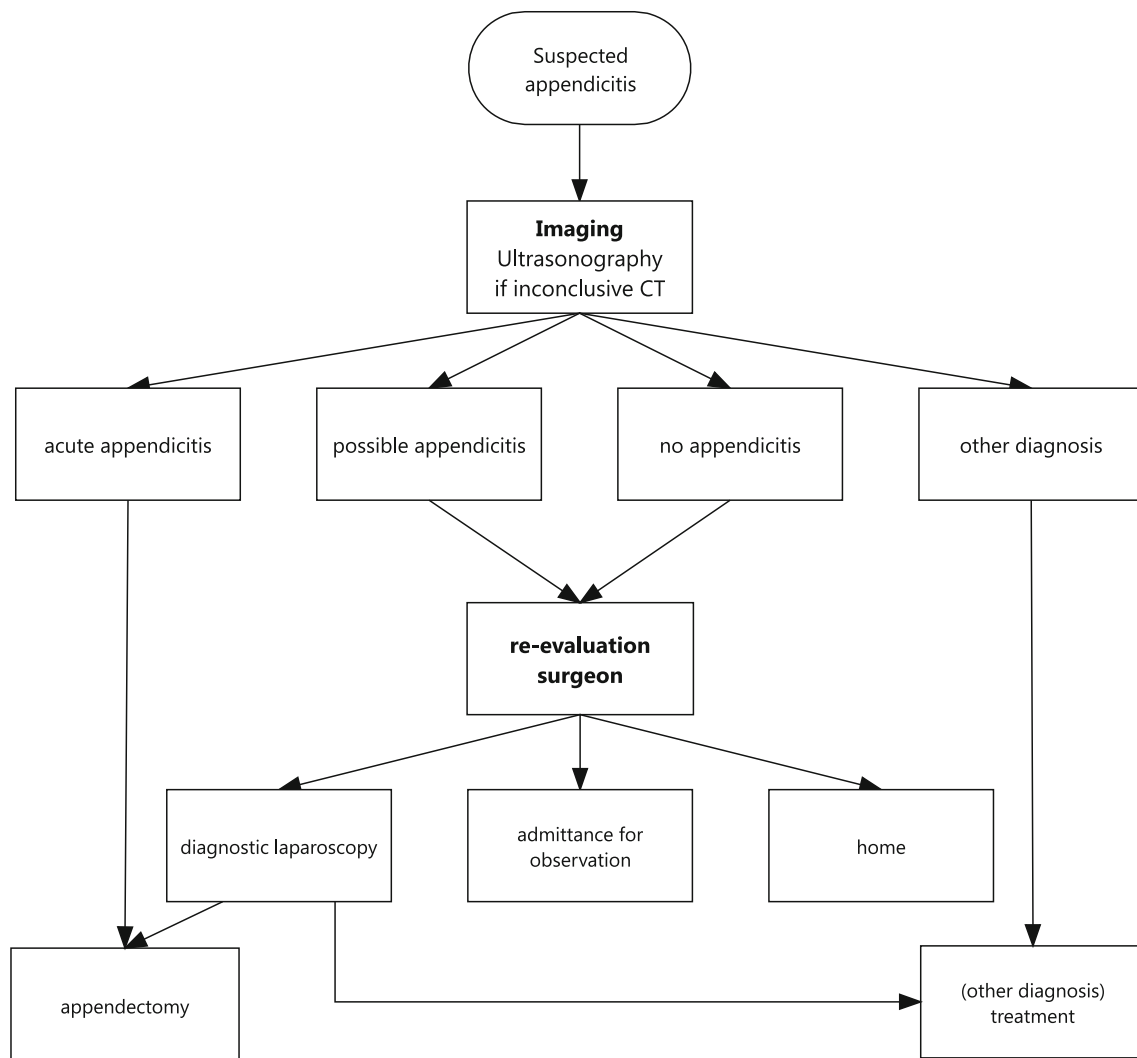 Suspected
appendicitis
Imaging
Ultrasonography
if inconclusive CT
acute appendicitis
possible appendicitis
no appendicitis
other diagnosis
re-evaluation
surgeon
diagnostic laparoscopy
admittance for
observation
home
appendectomy
(other diagnosis)
treatment